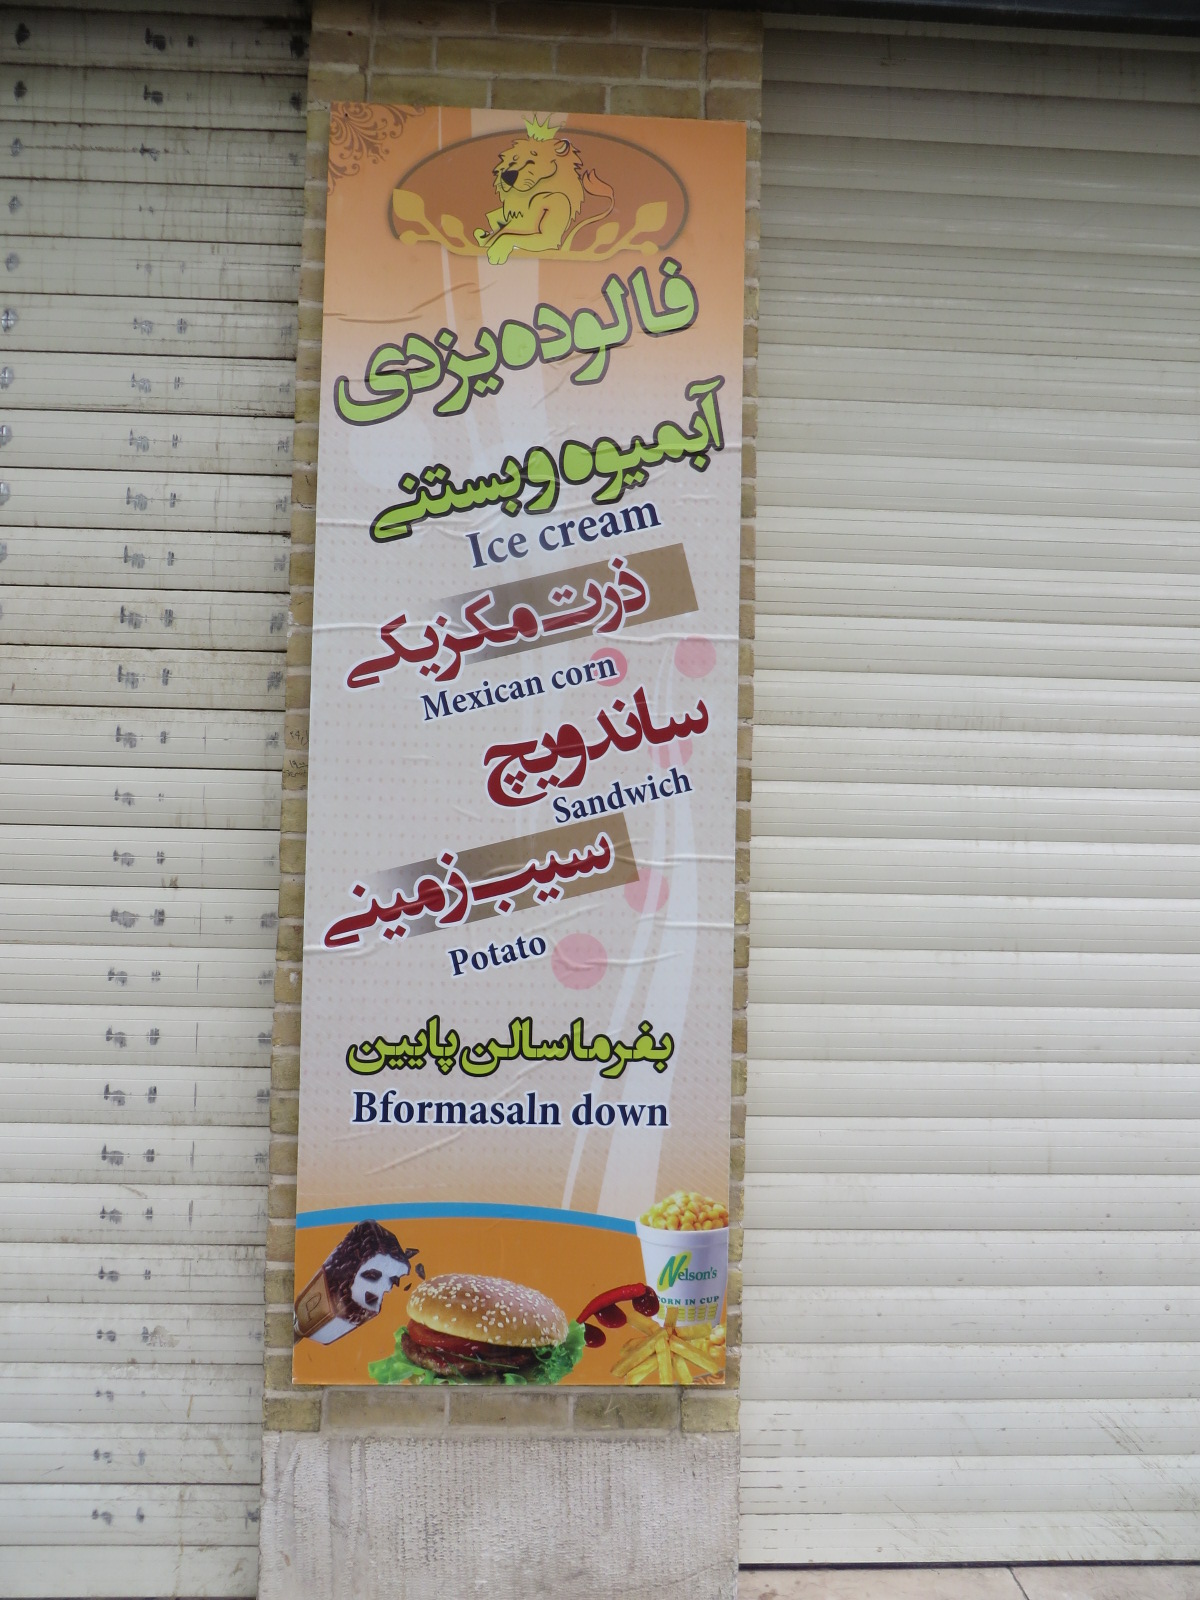 فالوده یزدی
آبمیوه و بستنی
Ice cream
ذرت مکزیکی
Mexican corn
ساندویچ
Sandwich
سیب زمینی
Potato
بفرما سالن پایین
Bformasaln down
Nelson's
CORN IN CUP